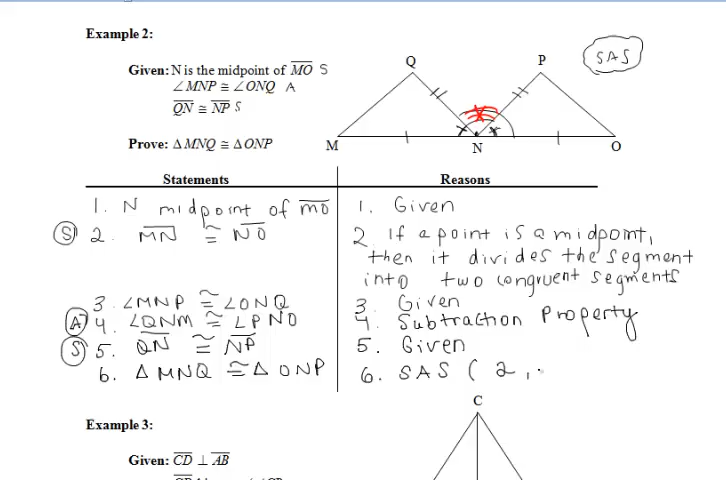 Example 2:
Given: N is the midpoint of MO S
∠MNP ≅ ∠ONQ A
QN ≅ NP S
Prove: ΔMNQ ≅ ΔONP
SAS
Q P
M N O
Statements Reasons
1. N midpoint of MO 1. Given
S 2. MN ≅ NO 2. If a point is a midpoint,
then it divides the segment
into two congruent segments
3. ∠MNP ≅ ∠ONQ 3. Given
A 4. ∠QNM ≅ ∠PNO 4. Subtraction Property
S 5. QN ≅ NP 5. Given
6. Δ MNQ ≅ Δ ONP 6. SAS ( 2,
C
Example 3:
Given: CD ⊥ AB